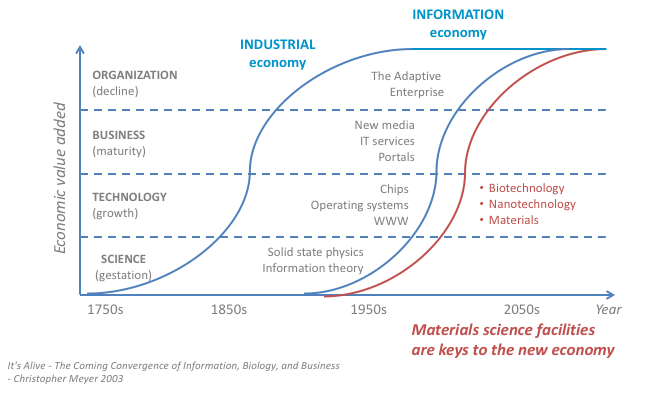 INFORMATION
economy
INDUSTRIAL
economy
Economic value added
ORGANIZATION
(decline)
The Adaptive
Enterprise
BUSINESS
(maturity)
New media
IT services
Portals
TECHNOLOGY
(growth)
Chips
Operating systems
WWW
• Biotechnology
• Nanotechnology
• Materials
SCIENCE
(gestation)
Solid state physics
Information theory
1750s 1850s 1950s 2050s Year
Materials science facilities
are keys to the new economy
It's Alive - The Coming Convergence of Information, Biology, and Business
- Christopher Meyer 2003